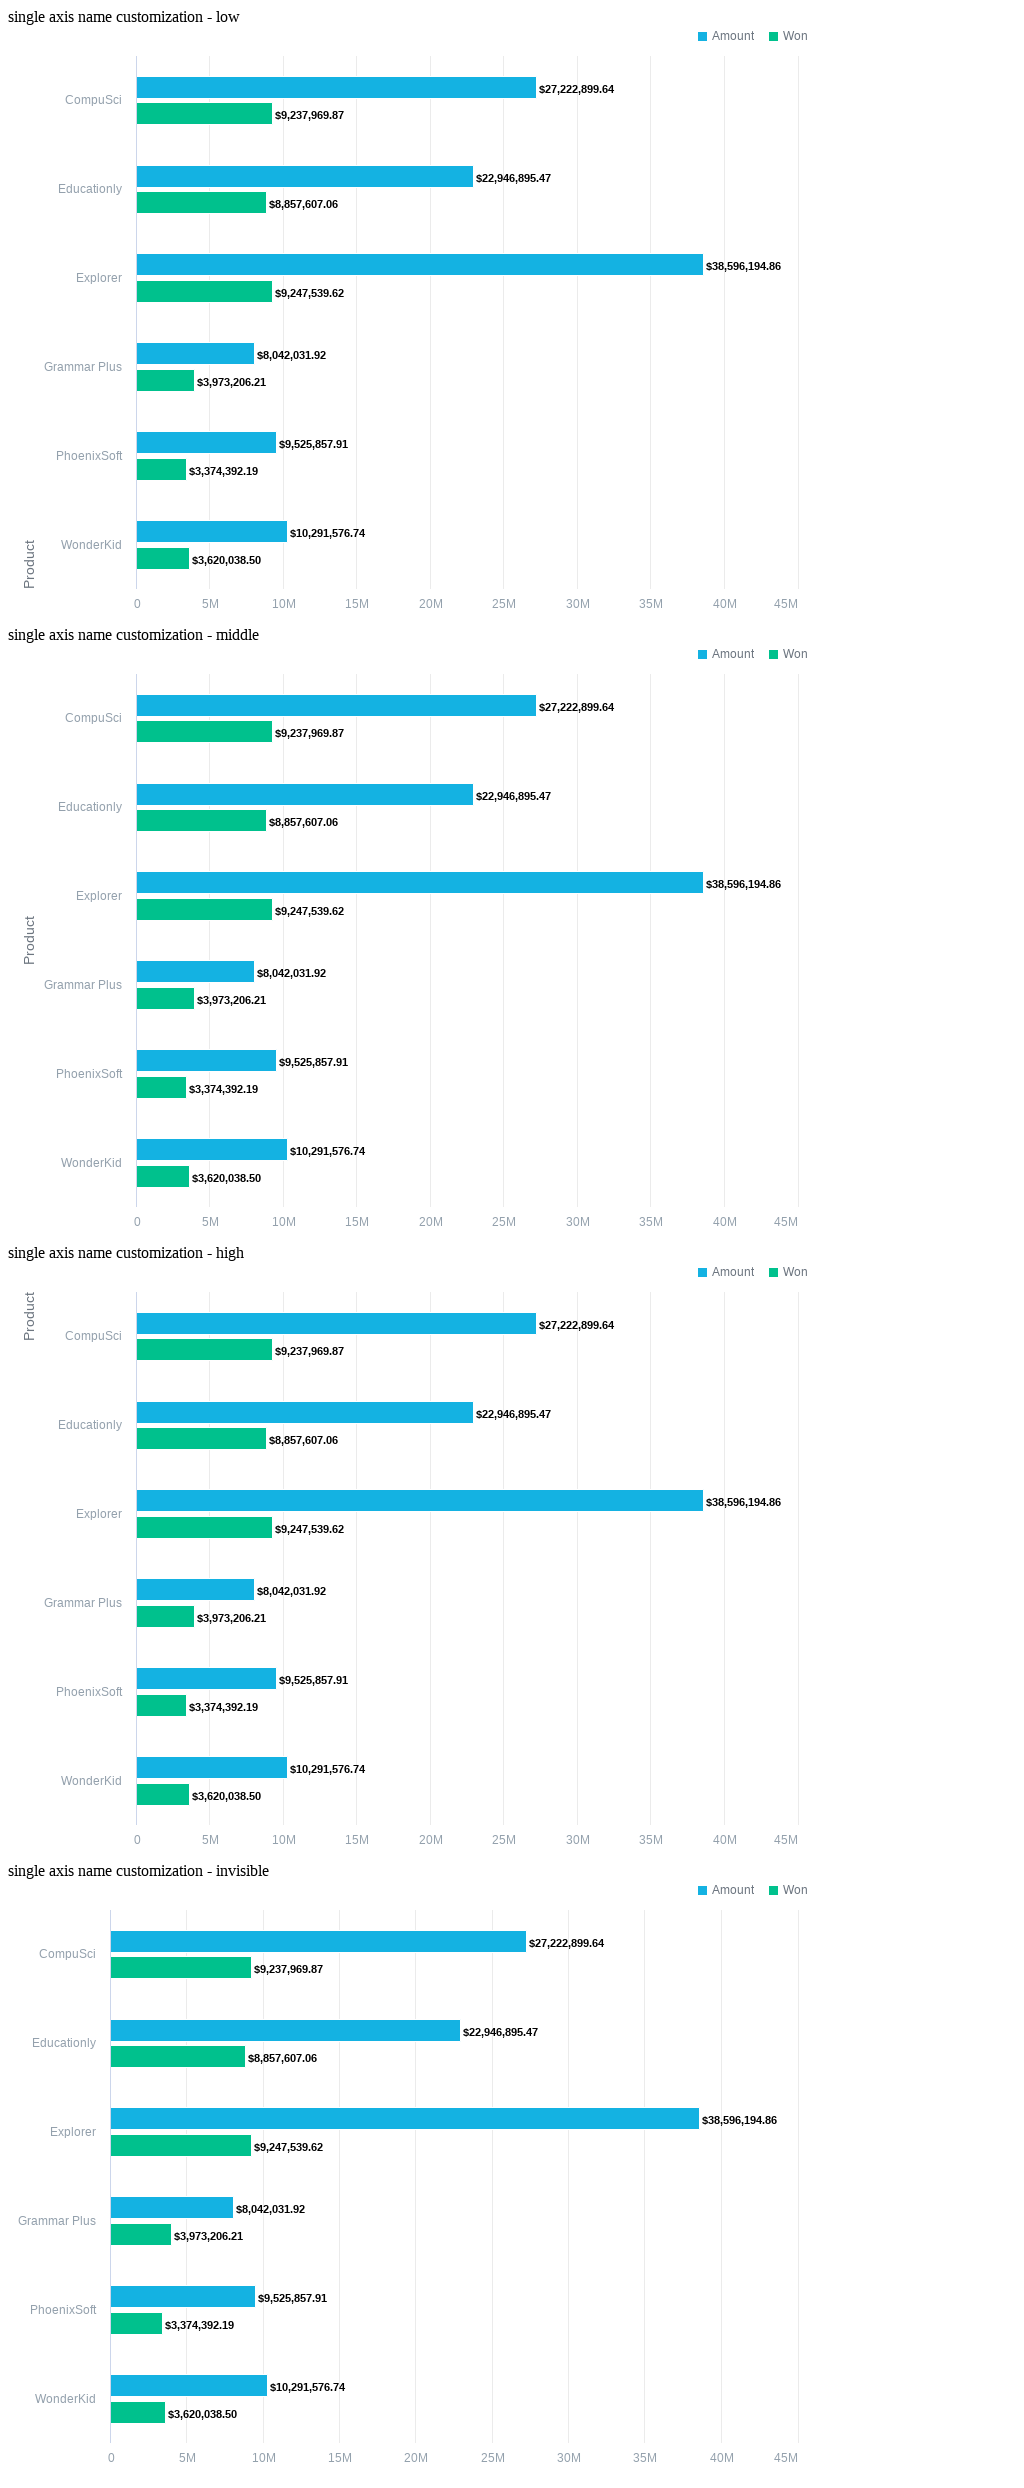 single axis name customization - low
Amount Won
CompuSci
$27,222,899.64
$9,237,969.87
Educationly
$22,946,895.47
$8,857,607.06
Explorer
$38,596,194.86
$9,247,539.62
Grammar Plus
$8,042,031.92
$3,973,206.21
PhoenixSoft
$9,525,857.91
$3,374,392.19
WonderKid
$10,291,576.74
$3,620,038.50
Product
0 5M 10M 15M 20M 25M 30M 35M 40M 45M
single axis name customization - middle
Amount Won
CompuSci
$27,222,899.64
$9,237,969.87
Educationly
$22,946,895.47
$8,857,607.06
Explorer
$38,596,194.86
$9,247,539.62
Product
Grammar Plus
$8,042,031.92
$3,973,206.21
PhoenixSoft
$9,525,857.91
$3,374,392.19
WonderKid
$10,291,576.74
$3,620,038.50
0 5M 10M 15M 20M 25M 30M 35M 40M 45M
single axis name customization - high
Amount Won
Product
CompuSci
$27,222,899.64
$9,237,969.87
Educationly
$22,946,895.47
$8,857,607.06
Explorer
$38,596,194.86
$9,247,539.62
Grammar Plus
$8,042,031.92
$3,973,206.21
PhoenixSoft
$9,525,857.91
$3,374,392.19
WonderKid
$10,291,576.74
$3,620,038.50
0 5M 10M 15M 20M 25M 30M 35M 40M 45M
single axis name customization - invisible
Amount Won
CompuSci
$27,222,899.64
$9,237,969.87
Educationly
$22,946,895.47
$8,857,607.06
Explorer
$38,596,194.86
$9,247,539.62
Grammar Plus
$8,042,031.92
$3,973,206.21
PhoenixSoft
$9,525,857.91
$3,374,392.19
WonderKid
$10,291,576.74
$3,620,038.50
0 5M 10M 15M 20M 25M 30M 35M 40M 45M